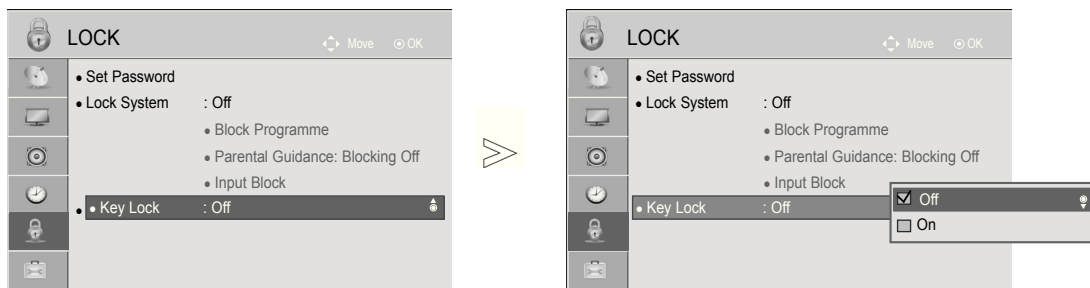 LOCK
Move OK
• Set Password
• Lock System : Off
• Block Programme
• Parental Guidance: Blocking Off
• Input Block
• Key Lock : Off
LOCK
Move OK
• Set Password
• Lock System : Off
• Block Programme
• Parental Guidance: Blocking Off
• Input Block
• Key Lock : Off
Off
On